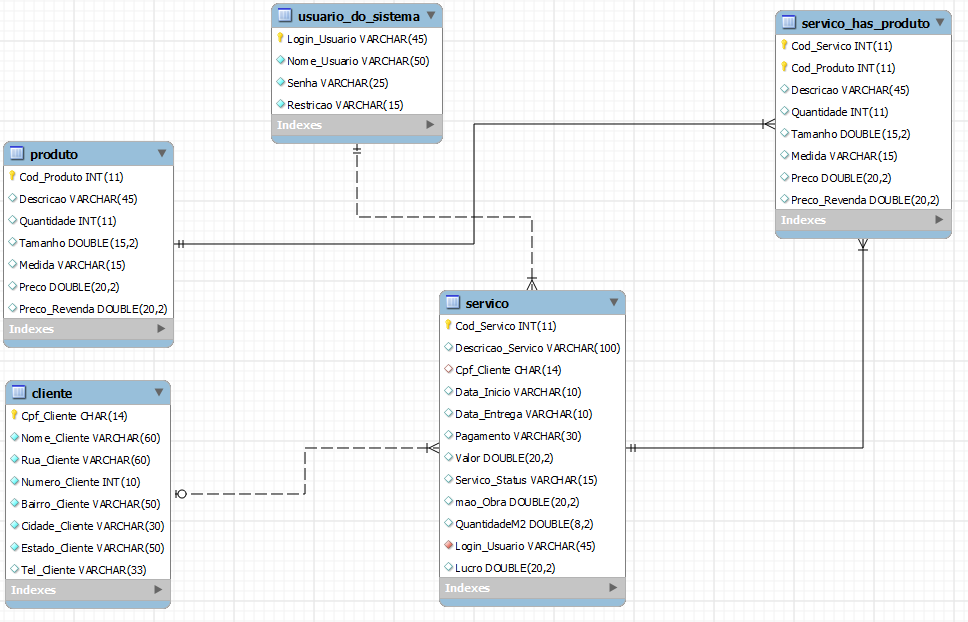 usuario_do_sistema
Login_Usuario VARCHAR(45)
Nome_Usuario VARCHAR(50)
Senha VARCHAR(25)
Restricao VARCHAR(15)
Indexes
servico_has_produto
Cod_Servico INT(11)
Cod_Produto INT(11)
Descricao VARCHAR(45)
Quantidade INT(11)
Tamanho DOUBLE(15,2)
Medida VARCHAR(15)
Preco DOUBLE(20,2)
Preco_Revenda DOUBLE(20,2)
Indexes
produto
Cod_Produto INT(11)
Descricao VARCHAR(45)
Quantidade INT(11)
Tamanho DOUBLE(15,2)
Medida VARCHAR(15)
Preco DOUBLE(20,2)
Preco_Revenda DOUBLE(20,2)
Indexes
servico
Cod_Servico INT(11)
Descricao_Servico VARCHAR(100)
Cpf_Cliente CHAR(14)
Data_Inicio VARCHAR(10)
Data_Entrega VARCHAR(10)
Pagamento VARCHAR(30)
Valor DOUBLE(20,2)
Servico_Status VARCHAR(15)
mao_Obra DOUBLE(20,2)
QuantidadeM2 DOUBLE(8,2)
Login_Usuario VARCHAR(45)
Lucro DOUBLE(20,2)
Indexes
cliente
Cpf_Cliente CHAR(14)
Nome_Cliente VARCHAR(60)
Rua_Cliente VARCHAR(60)
Numero_Cliente INT(10)
Bairro_Cliente VARCHAR(50)
Cidade_Cliente VARCHAR(30)
Estado_Cliente VARCHAR(50)
Tel_Cliente VARCHAR(33)
Indexes